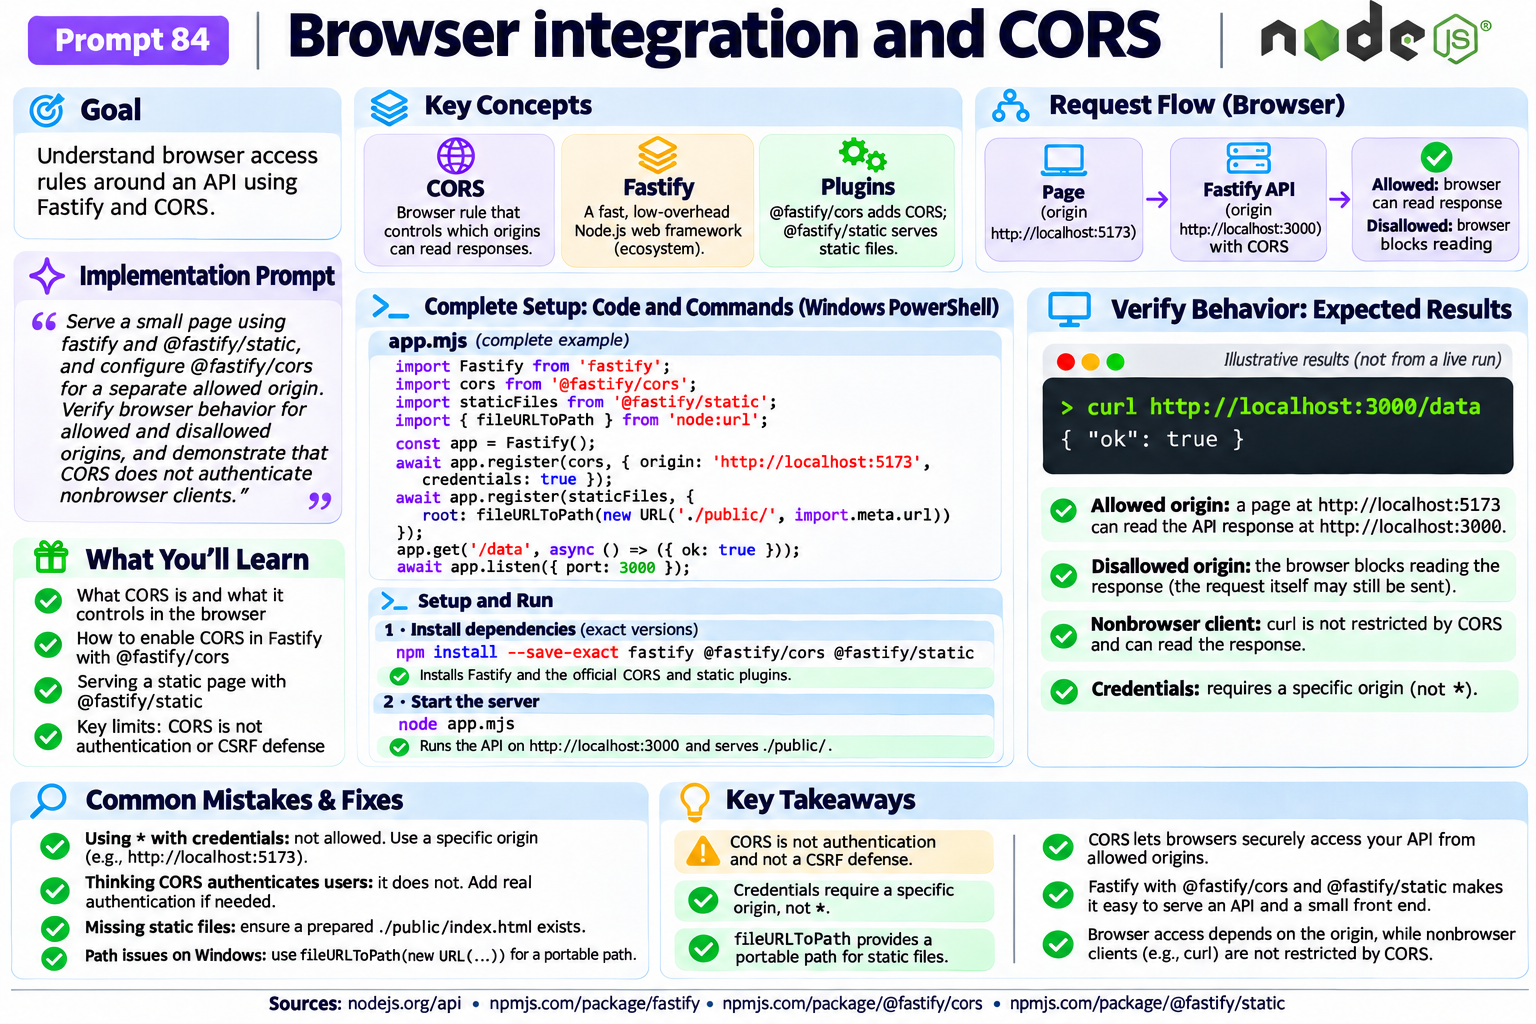 Prompt 84
Browser integration and CORS
node JS ®
Goal
Understand browser access
rules around an API using
Fastify and CORS.
Key Concepts
CORS
Browser rule that
controls which origins
can read responses.
Fastify
A fast, low-overhead
Node.js web framework
(ecosystem).
Plugins
@fastify/cors adds CORS;
@fastify/static serves
static files.
Request Flow (Browser)
Page
(origin
http://localhost:5173)
Fastify API
(origin
http://localhost:3000)
with CORS
Allowed: browser
can read response
Disallowed: browser
blocks reading
Implementation Prompt
“ Serve a small page using
fastify and @fastify/static,
and configure @fastify/cors
for a separate allowed origin.
Verify browser behavior for
allowed and disallowed
origins, and demonstrate that
CORS does not authenticate
nonbrowser clients.”
”
What You’ll Learn
What CORS is and what it
controls in the browser
How to enable CORS in Fastify
with @fastify/cors
Serving a static page with
@fastify/static
Key limits: CORS is not
authentication or CSRF defense
>_ Complete Setup: Code and Commands (Windows PowerShell)
app.mjs (complete example)
import Fastify from 'fastify';
import cors from '@fastify/cors';
import staticFiles from '@fastify/static';
import { fileURLToPath } from 'node:url';
const app = Fastify();
await app.register(cors, { origin: 'http://localhost:5173',
credentials: true });
await app.register(staticFiles, {
root: fileURLToPath(new URL('./public/', import.meta.url))
});
app.get('/data', async () => ({ ok: true }));
await app.listen({ port: 3000 });
>_ Setup and Run
1 · Install dependencies (exact versions)
npm install --save-exact fastify @fastify/cors @fastify/static
Installs Fastify and the official CORS and static plugins.
2 · Start the server
node app.mjs
Runs the API on http://localhost:3000 and serves ./public/.
Verify Behavior: Expected Results
Illustrative results (not from a live run)
> curl http://localhost:3000/data
{ "ok": true }
Allowed origin: a page at http://localhost:5173
can read the API response at http://localhost:3000.
Disallowed origin: the browser blocks reading the
response (the request itself may still be sent).
Nonbrowser client: curl is not restricted by CORS
and can read the response.
Credentials: requires a specific origin (not *).
Common Mistakes & Fixes
Using * with credentials: not allowed. Use a specific origin
(e.g., http://localhost:5173).
Thinking CORS authenticates users: it does not. Add real
authentication if needed.
Missing static files: ensure a prepared ./public/index.html exists.
Path issues on Windows: use fileURLToPath(new URL(...)) for a portable path.
Key Takeaways
CORS is not authentication
and not a CSRF defense.
Credentials require a specific
origin, not *.
fileURLToPath provides a
portable path for static files.
CORS lets browsers securely access your API from
allowed origins.
Fastify with @fastify/cors and @fastify/static makes
it easy to serve an API and a small front end.
Browser access depends on the origin, while nonbrowser
clients (e.g., curl) are not restricted by CORS.
Sources: nodejs.org/api • npmjs.com/package/fastify • npmjs.com/package/@fastify/cors • npmjs.com/package/@fastify/static